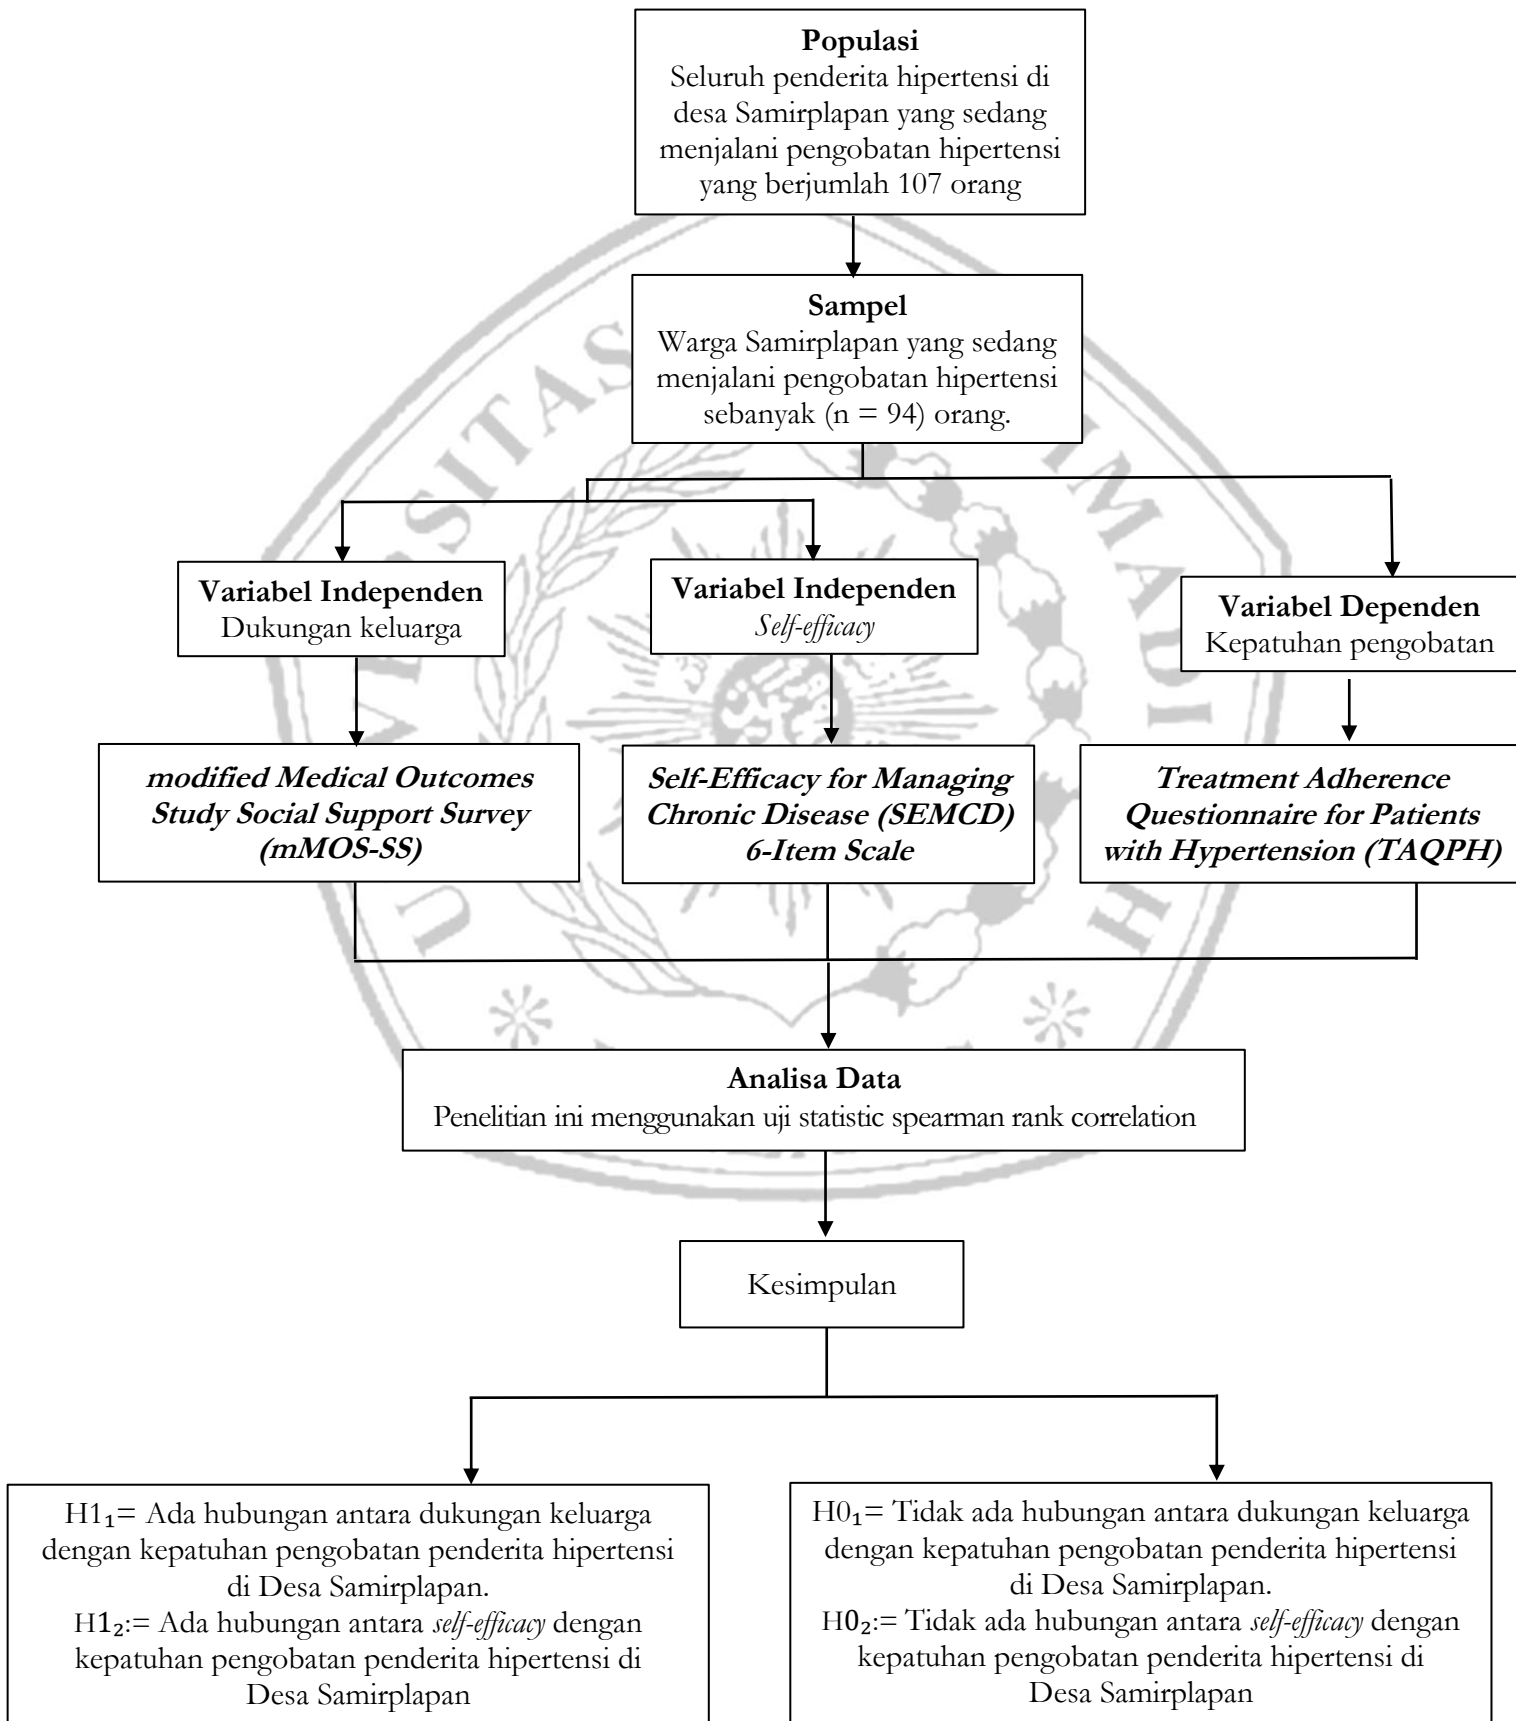 Populasi
Seluruh penderita hipertensi di
desa Samirplapan yang sedang
menjalani pengobatan hipertensi
yang berjumlah 107 orang
Sampel
Warga Samirplapan yang sedang
menjalani pengobatan hipertensi
sebanyak (n = 94) orang.
Variabel Independen
Dukungan keluarga
Variabel Independen
Self-efficacy
Variabel Dependen
Kepatuhan pengobatan
modified Medical Outcomes
Study Social Support Survey
(mMOS-SS)
Self-Efficacy for Managing
Chronic Disease (SEMCD)
6-Item Scale
Treatment Adherence
Questionnaire for Patients
with Hypertension (TAQPH)
Analisa Data
Penelitian ini menggunakan uji statistic spearman rank correlation
Kesimpulan
H1₁= Ada hubungan antara dukungan keluarga
dengan kepatuhan pengobatan penderita hipertensi
di Desa Samirplapan.
H1₂:= Ada hubungan antara self-efficacy dengan
kepatuhan pengobatan penderita hipertensi di
Desa Samirplapan
H0₁= Tidak ada hubungan antara dukungan keluarga
dengan kepatuhan pengobatan penderita hipertensi
di Desa Samirplapan.
H0₂:= Tidak ada hubungan antara self-efficacy dengan
kepatuhan pengobatan penderita hipertensi di
Desa Samirplapan